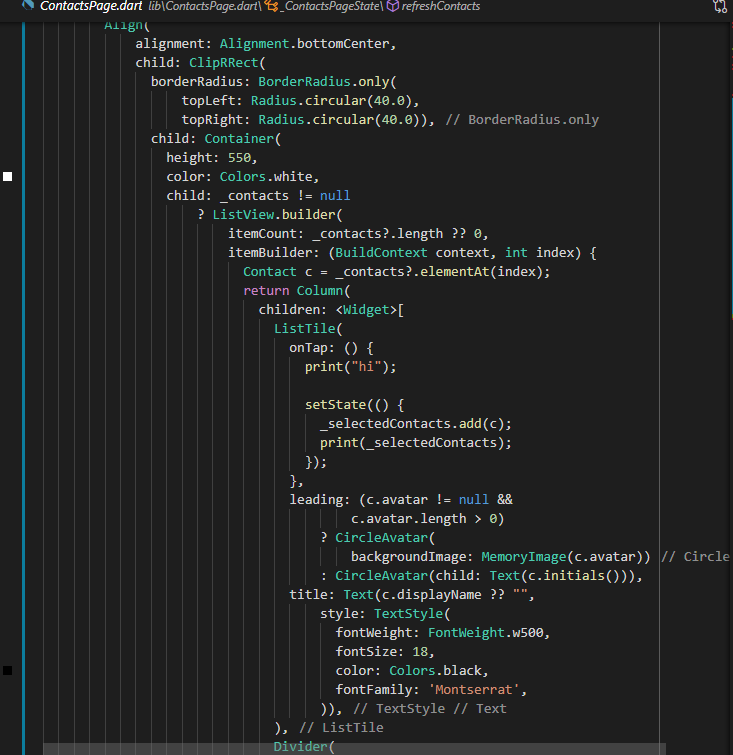 ContactsPage.dart lib\ContactsPage.dart\ _ContactsPageState\ refreshContacts
Align(
alignment: Alignment.bottomCenter,
child: ClipRRect(
borderRadius: BorderRadius.only(
topLeft: Radius.circular(40.0),
topRight: Radius.circular(40.0)), // BorderRadius.only
child: Container(
height: 550,
color: Colors.white,
child: _contacts != null
? ListView.builder(
itemCount: _contacts?.length ?? 0,
itemBuilder: (BuildContext context, int index) {
Contact c = _contacts?.elementAt(index);
return Column(
children: <Widget>[
ListTile(
onTap: () {
print("hi");
setState(() {
_selectedContacts.add(c);
print(_selectedContacts);
});
},
leading: (c.avatar != null &&
c.avatar.length > 0)
? CircleAvatar(
backgroundImage: MemoryImage(c.avatar)) // Circle
: CircleAvatar(child: Text(c.initials())),
title: Text(c.displayName ?? "",
style: TextStyle(
fontWeight: FontWeight.w500,
fontSize: 18,
color: Colors.black,
fontFamily: 'Montserrat',
)), // TextStyle // Text
), // ListTile
Divider(